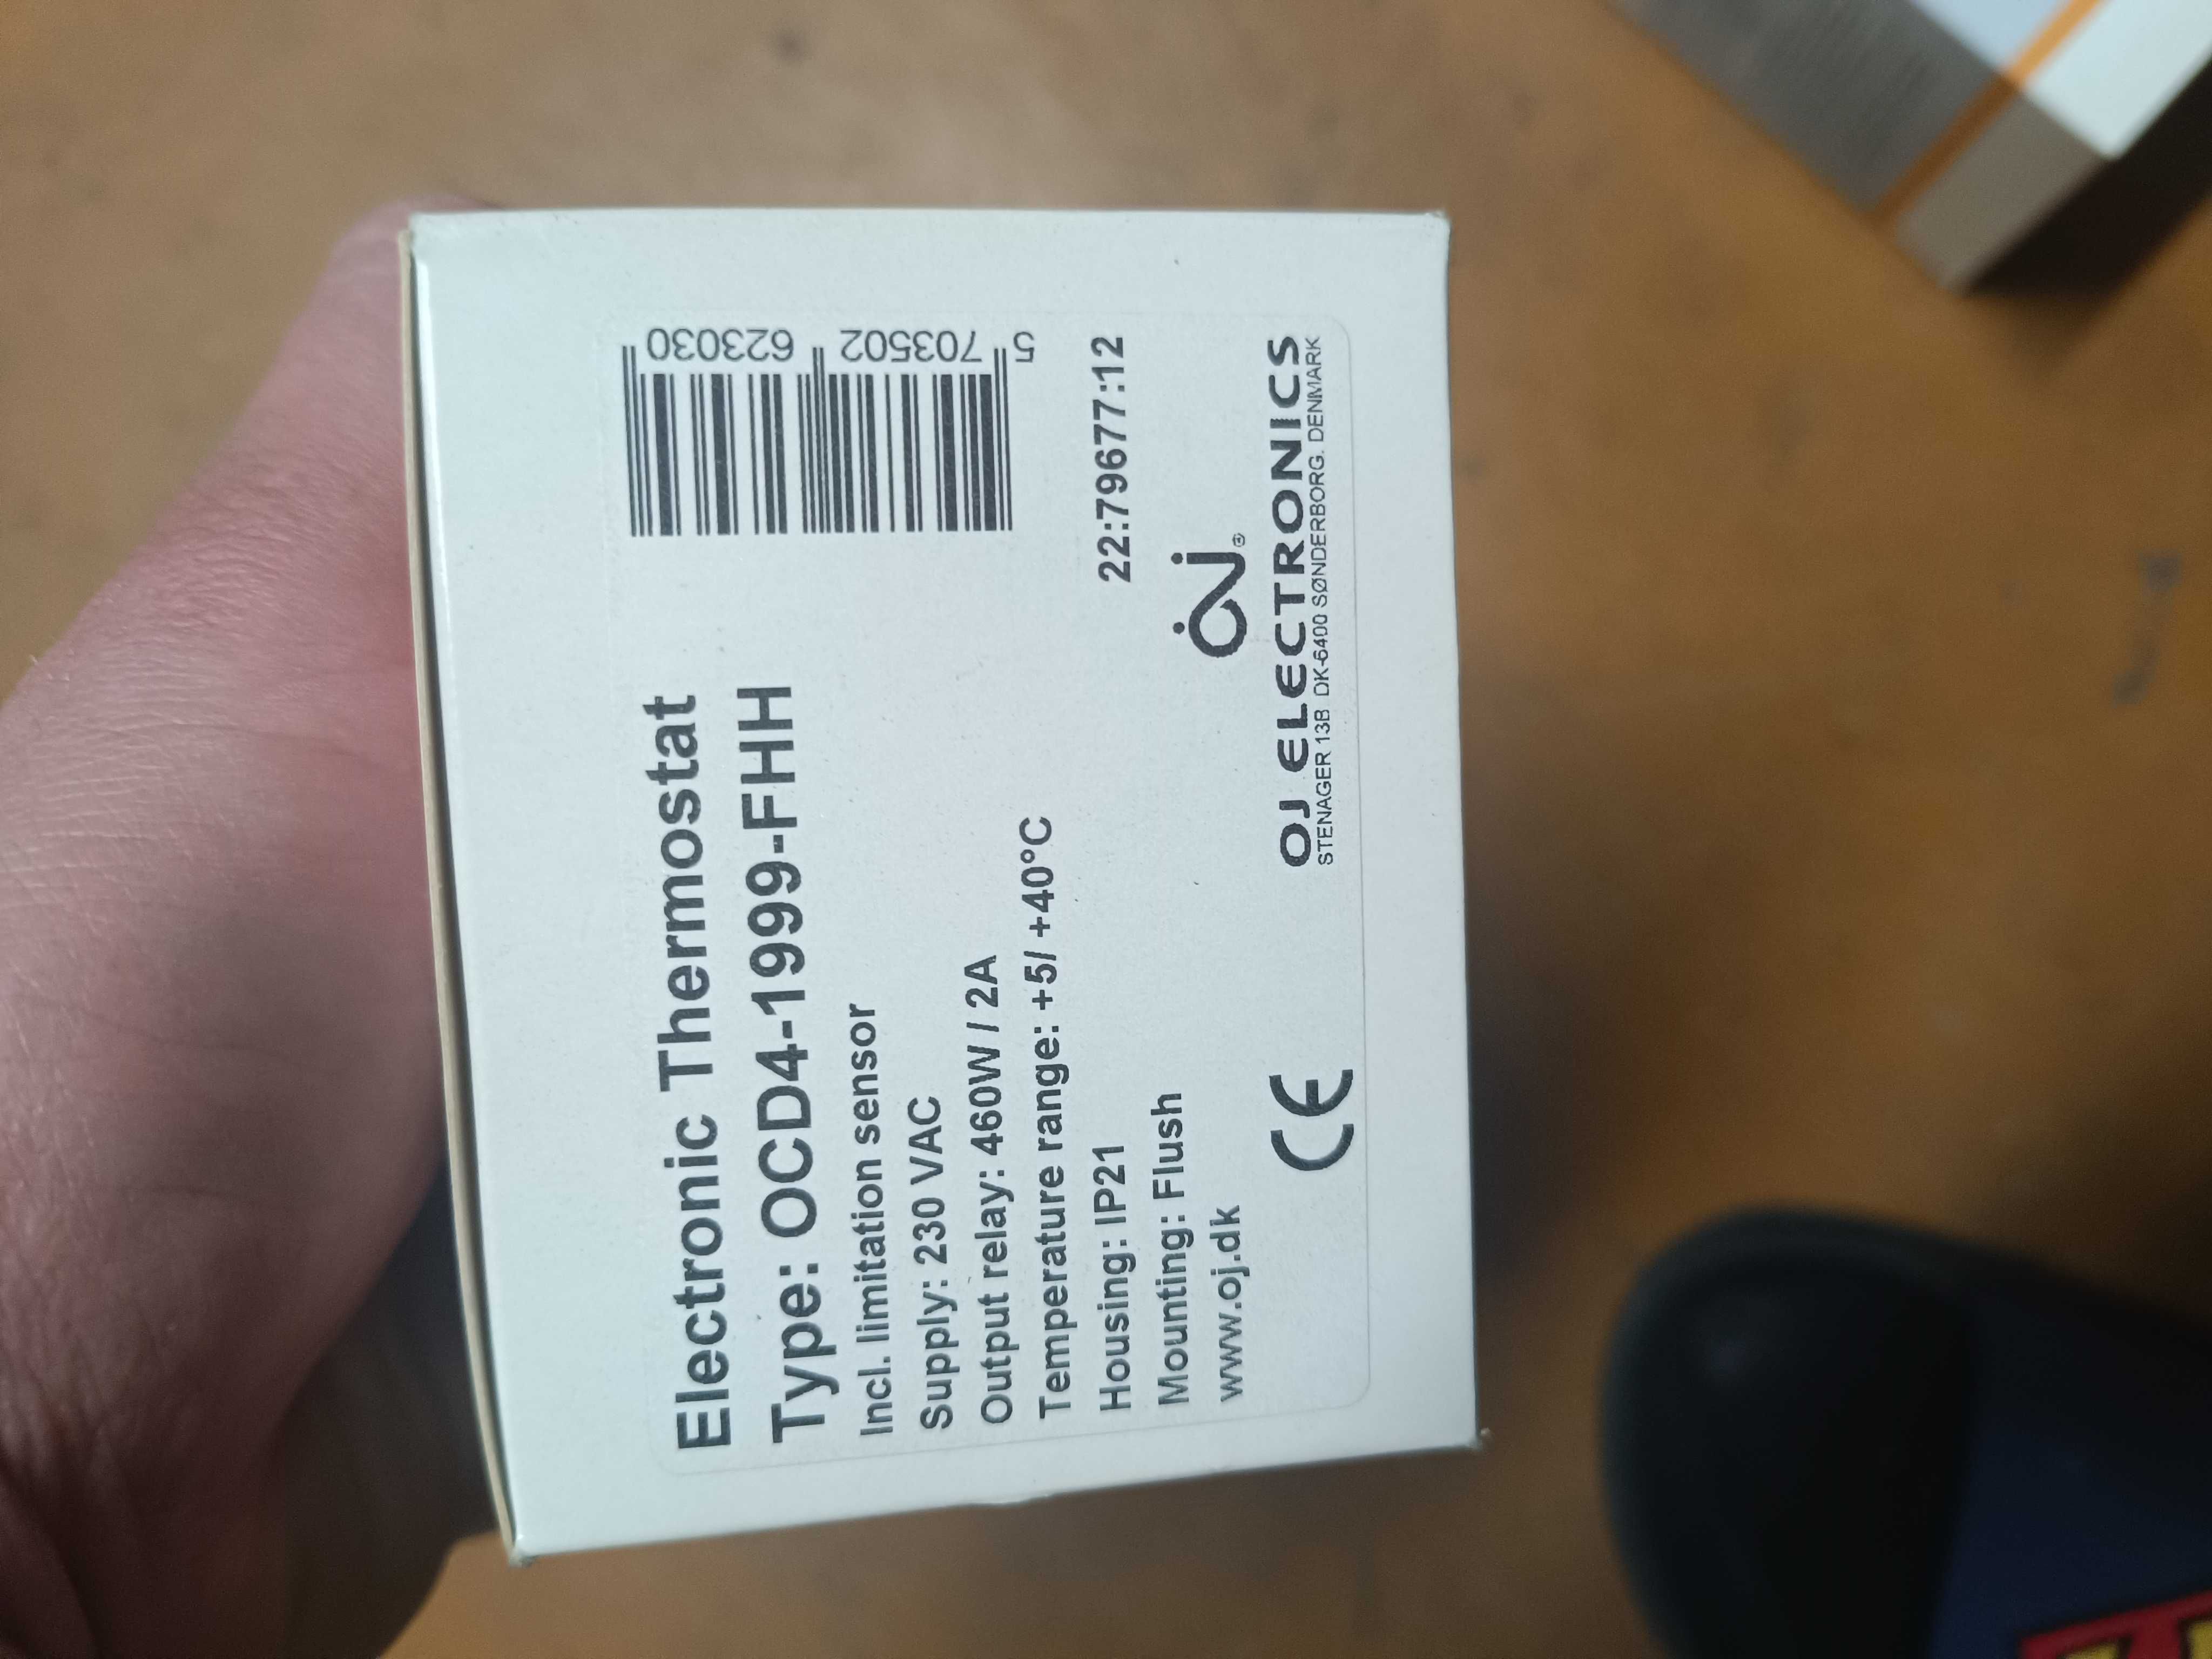 Electronic Thermostat
Type: OCD4-1999-FHH
Incl. limitation sensor
Supply: 230 VAC
Output relay: 460W / 2A
Temperature range: +5/ +40°C
Housing: IP21
Mounting: Flush
www.oj.dk
CE
5 703502 623030
22:79677:12
OJ®
OJ ELECTRONICS
STENAGER 13B DK-6400 SØNDERBORG. DENMARK